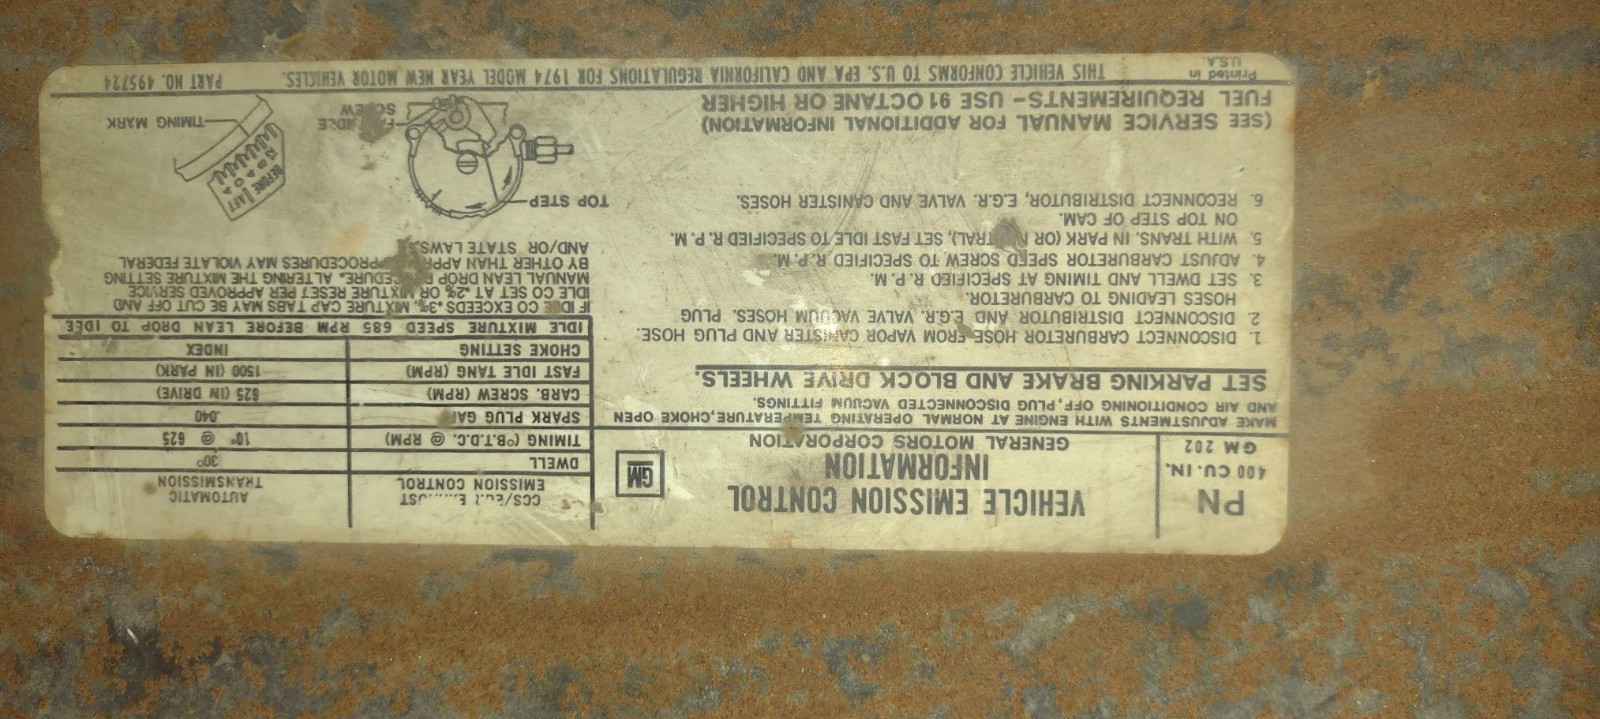 PN
400 CU. IN.
GM 202
VEHICLE EMISSION CONTROL
INFORMATION
GENERAL MOTORS CORPORATION
GM
MAKE ADJUSTMENTS WITH ENGINE AT NORMAL OPERATING TEMPERATURE, CHOKE OPEN
AND AIR CONDITIONING OFF, PLUG DISCONNECTED VACUUM FITTINGS.
SET PARKING BRAKE AND BLOCK DRIVE WHEELS.
1. DISCONNECT CARBURETOR HOSE FROM VAPOR CANISTER AND PLUG HOSE.
2. DISCONNECT DISTRIBUTOR AND E.G.R. VALVE VACUUM HOSES. PLUG
HOSES LEADING TO CARBURETOR.
3. SET DWELL AND TIMING AT SPECIFIED R.P.M.
4. ADJUST CARBURETOR SPEED SCREW TO SPECIFIED R.P.M.
5. WITH TRANS. IN PARK (OR NEUTRAL), SET FAST IDLE TO SPECIFIED R.P.M.
ON TOP STEP OF CAM.
6. RECONNECT DISTRIBUTOR, E.G.R. VALVE AND CANISTER HOSES.
(SEE SERVICE MANUAL FOR ADDITIONAL INFORMATION)
FUEL REQUIREMENTS-- USE 91 OCTANE OR HIGHER
CCS/EGR
EMISSION CONTROL
AUTOMATIC
TRANSMISSION
DWELL 30°
TIMING (°B.T.D.C. @ RPM) 10° @ 625
SPARK PLUG GAP .040
CARB. SCREW (RPM) 625 (IN DRIVE)
FAST IDLE TANG (RPM) 1500 (IN PARK)
CHOKE SETTING INDEX
IDLE MIXTURE SPEED 685 RPM BEFORE LEAN DROP TO IDLE
IF IDLE CO EXCEEDS .3%, MIXTURE CAP TABS MAY BE CUT OFF AND
IDLE CO SET AT .2% OR MIXTURE RESET PER APPROVED SERVICE
MANUAL LEAN DROP PROCEDURE. ALTERING THE MIXTURE SETTING
BY OTHER THAN APPROVED PROCEDURES MAY VIOLATE FEDERAL
AND/OR STATE LAWS.
TOP STEP
FAST IDLE
SCREW
BEFORE AFT
12 8 4 0 4
TIMING MARK
Printed in
U.S.A.
THIS VEHICLE CONFORMS TO U.S. EPA AND CALIFORNIA REGULATIONS FOR 1974 MODEL YEAR NEW MOTOR VEHICLES.
PART NO. 495724